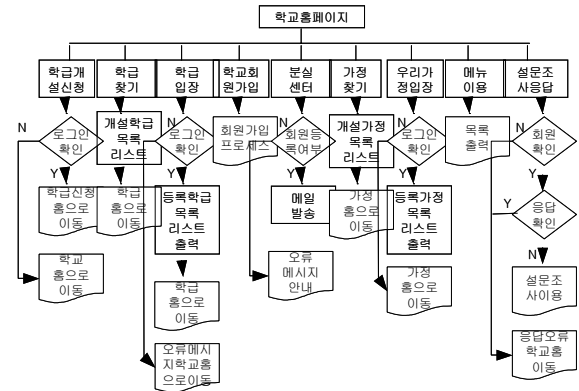 학교홈페이지
학급개
설신청
학급
찾기
학급
입장
학교회
원가입
분실
센터
가정
찾기
우리가
정입장
메뉴
이용
설문조
사응답
N
로그인
확인
Y
개설학급
목록
리스트
N
로그인
확인
Y
회원가입
프로세스
N
회원등
록여부
Y
개설가정
목록
리스트
N
로그인
확인
Y
목록
출력
N
회원
확인
Y
학급신청
홈으로
이동
학급
홈으로
이동
등록학급
목록
리스트
출력
메일
발송
가정
홈으로
이동
등록가정
목록
리스트
출력
Y
응답
확인
N
학교
홈으로
이동
학급
홈으로
이동
오류
메시지
안내
가정
홈으로
이동
설문조
사이용
오류메시
지학교홈
으로이동
응답오류
학교홈
이동